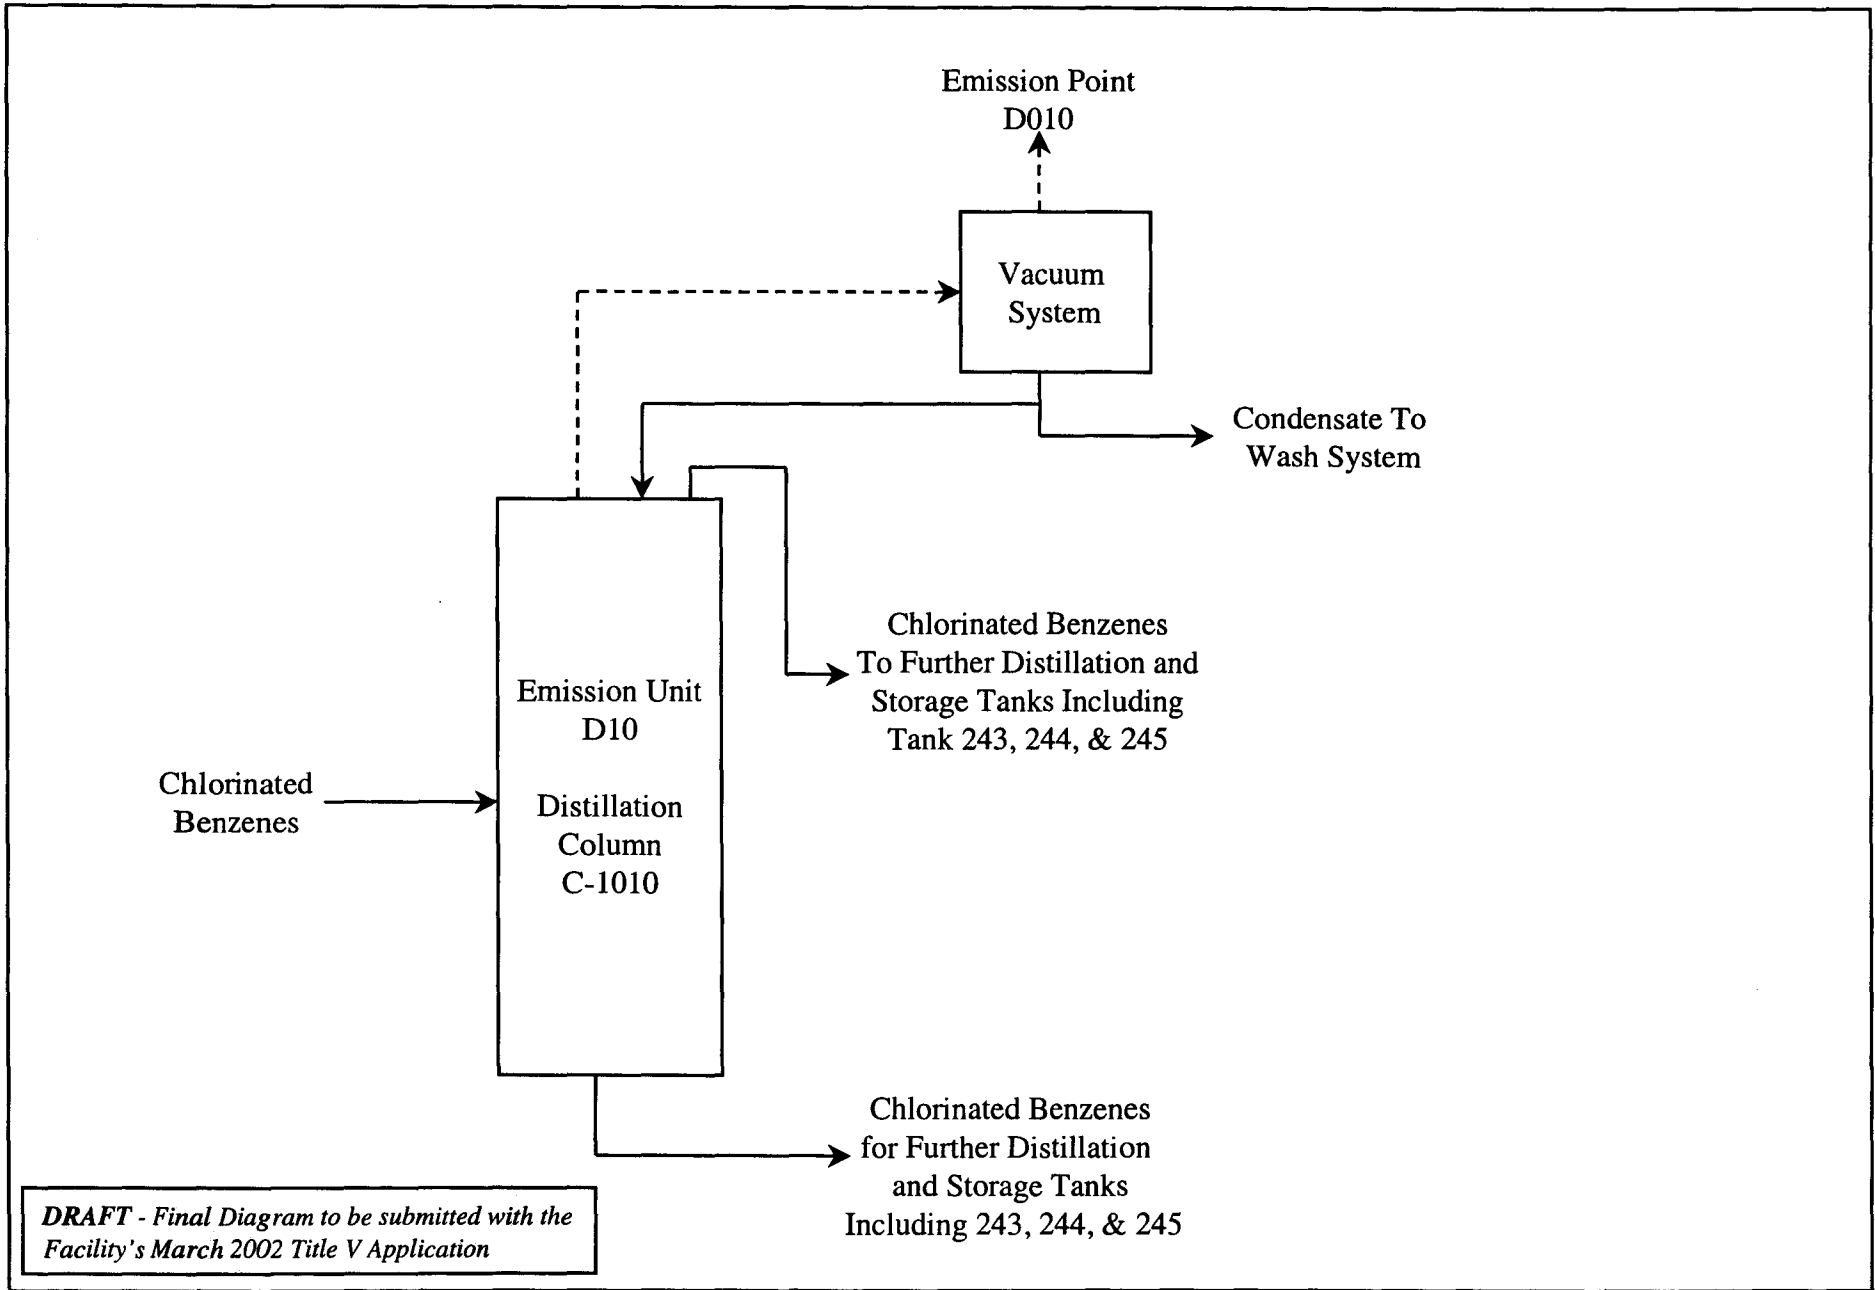 Emission Point
D010
Vacuum
System
Condensate To
Wash System
Chlorinated Benzenes
To Further Distillation and
Storage Tanks Including
Tank 243, 244, & 245
Emission Unit
D10
Distillation
Column
C-1010
Chlorinated
Benzenes
Chlorinated Benzenes
for Further Distillation
and Storage Tanks
Including 243, 244, & 245
DRAFT - Final Diagram to be submitted with the
Facility's March 2002 Title V Application